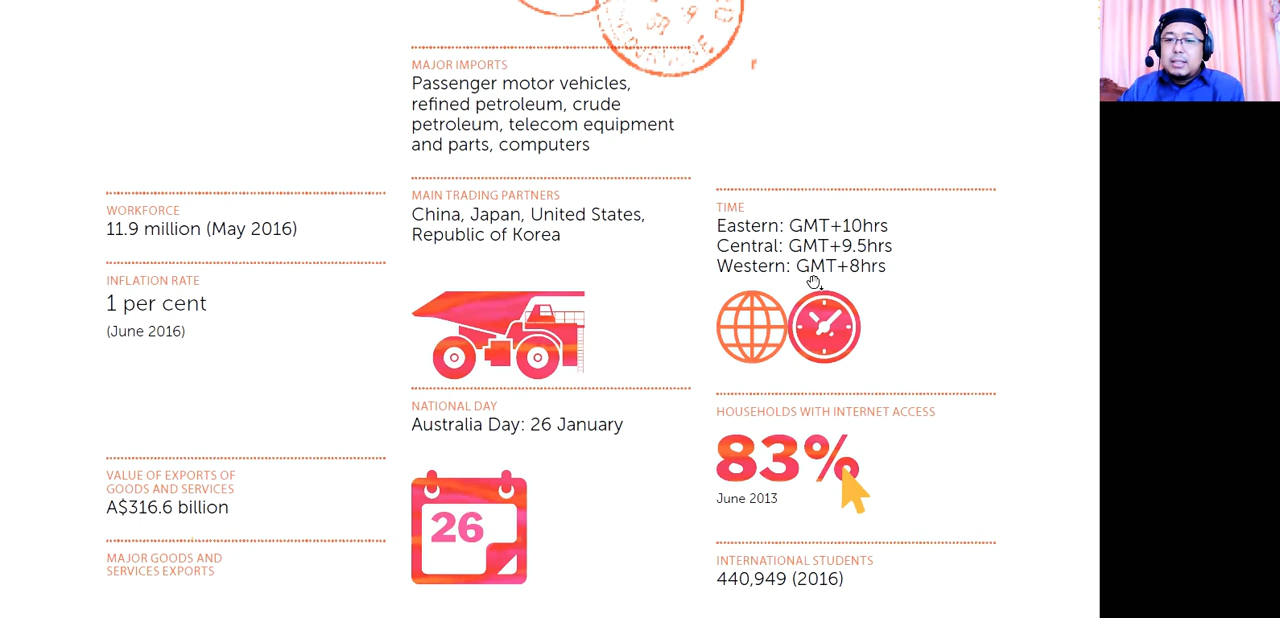 MAJOR IMPORTS
Passenger motor vehicles,
refined petroleum, crude
petroleum, telecom equipment
and parts, computers
WORKFORCE
11.9 million (May 2016)
INFLATION RATE
1 per cent
(June 2016)
VALUE OF EXPORTS OF
GOODS AND SERVICES
A$316.6 billion
MAJOR GOODS AND
SERVICES EXPORTS
MAIN TRADING PARTNERS
China, Japan, United States,
Republic of Korea
NATIONAL DAY
Australia Day: 26 January
26
TIME
Eastern: GMT+10hrs
Central: GMT+9.5hrs
Western: GMT+8hrs
HOUSEHOLDS WITH INTERNET ACCESS
83%
June 2013
INTERNATIONAL STUDENTS
440,949 (2016)